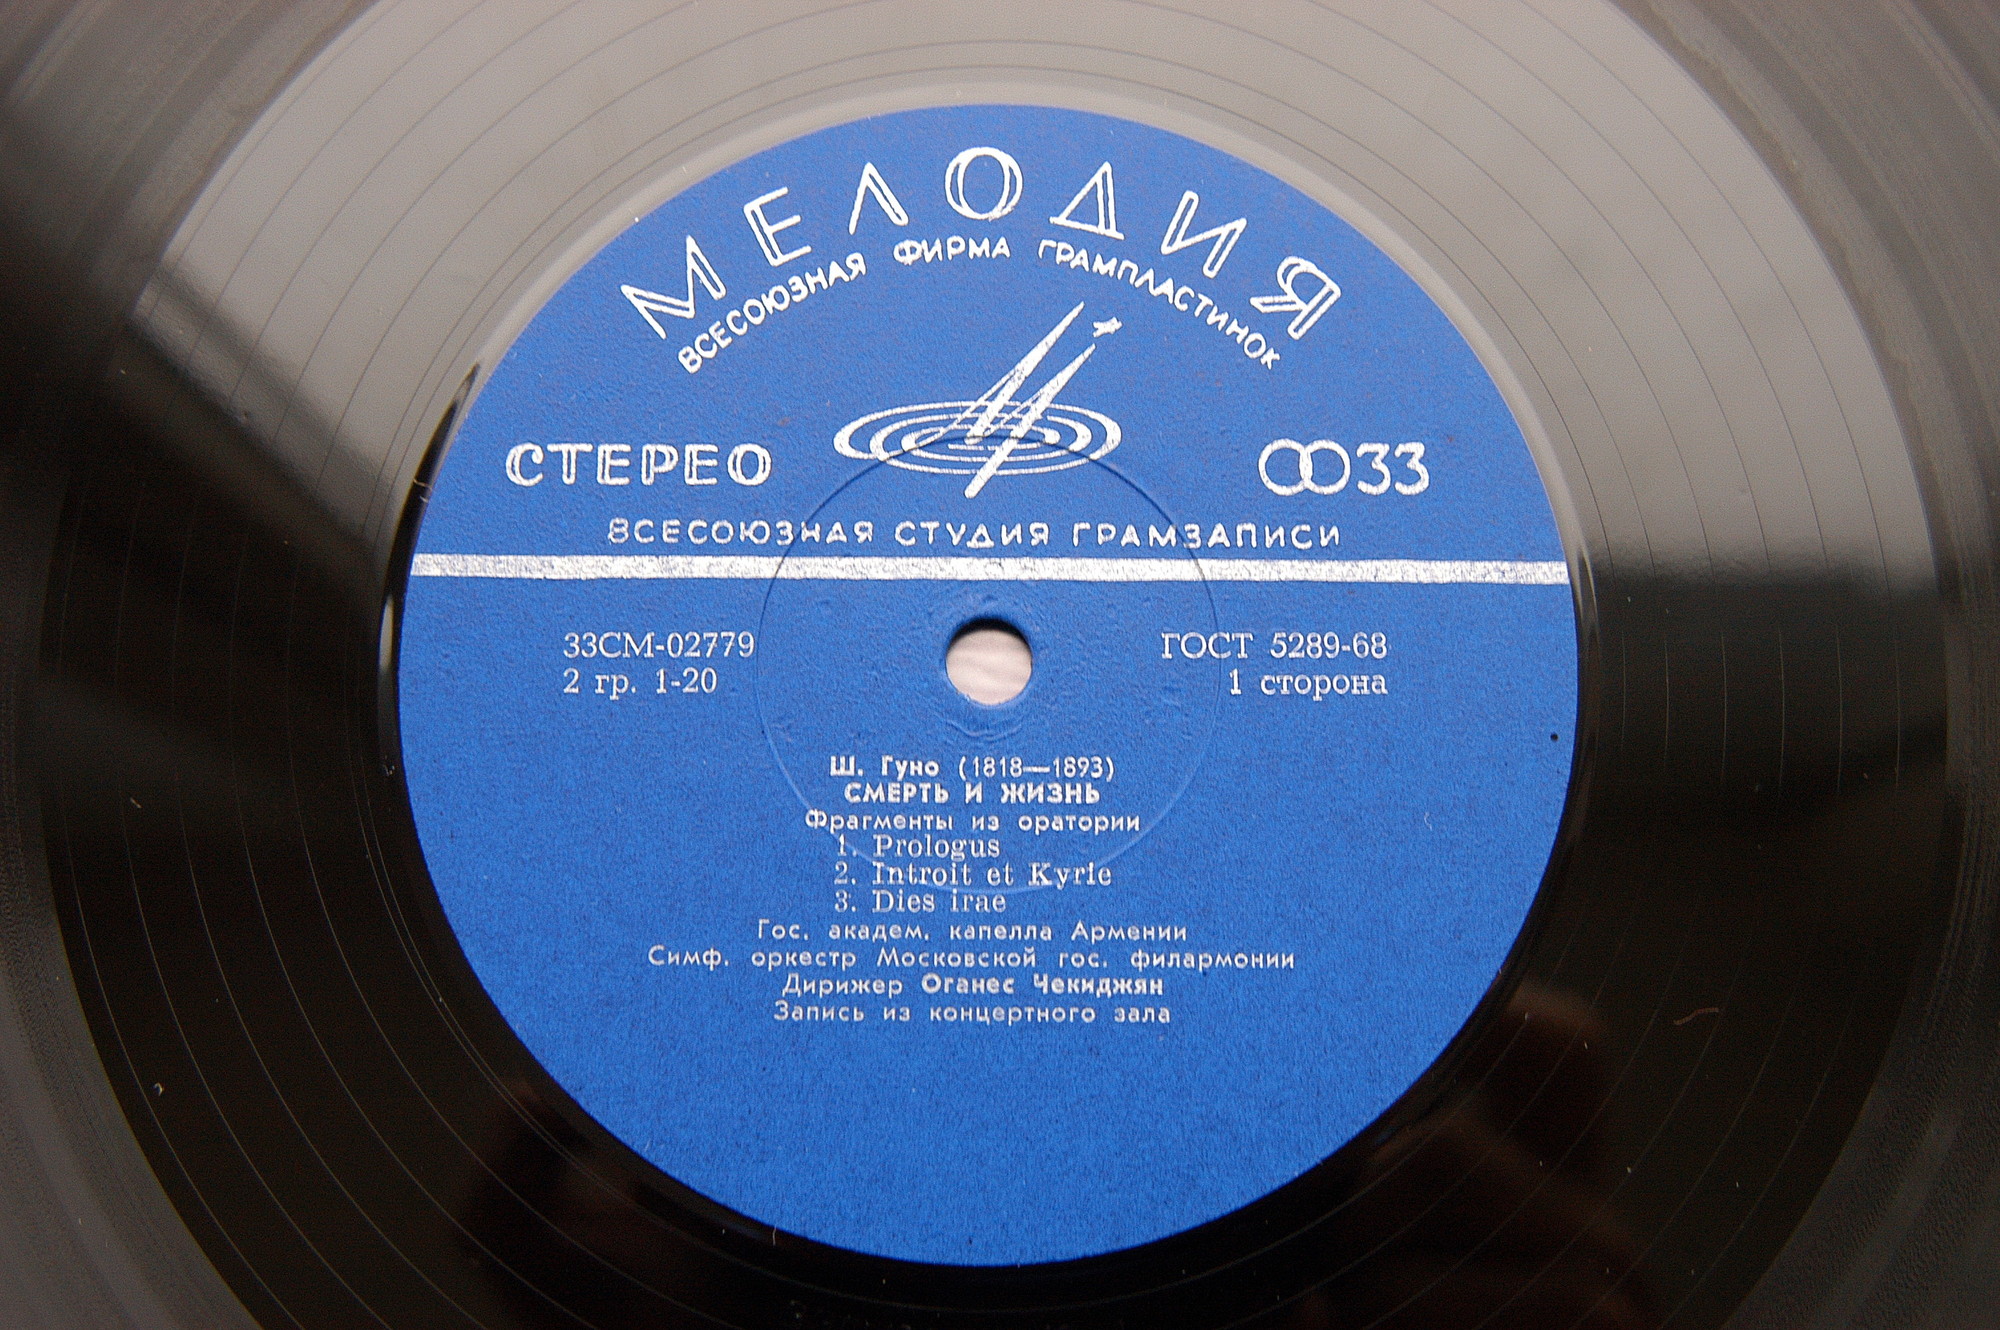 МЕЛОДИЯ
ВСЕСОЮЗНАЯ ФИРМА ГРАМПЛАСТИНОК
СТЕРЕО
33
ВСЕСОЮЗНАЯ СТУДИЯ ГРАМЗАПИСИ
33СМ-02779
ГОСТ 5289-68
2 гр. 1-20
1 сторона
Ш. Гуно (1818—1893)
СМЕРТЬ И ЖИЗНЬ
Фрагменты из оратории
1. Prologus
2. Introit et Kyrie
3. Dies irae
Гос. академ. капелла Армении
Симф. оркестр Московской гос. филармонии
Дирижер Оганес Чекиджян
Запись из концертного зала